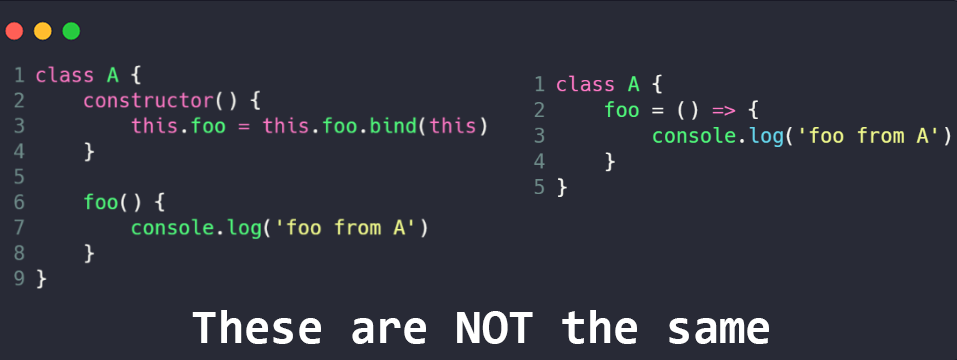 1 class A {
2     constructor() {
3         this.foo = this.foo.bind(this)
4     }
5
6     foo() {
7         console.log('foo from A')
8     }
9 }
1 class A {
2     foo = () => {
3         console.log('foo from A')
4     }
5 }
These are NOT the same